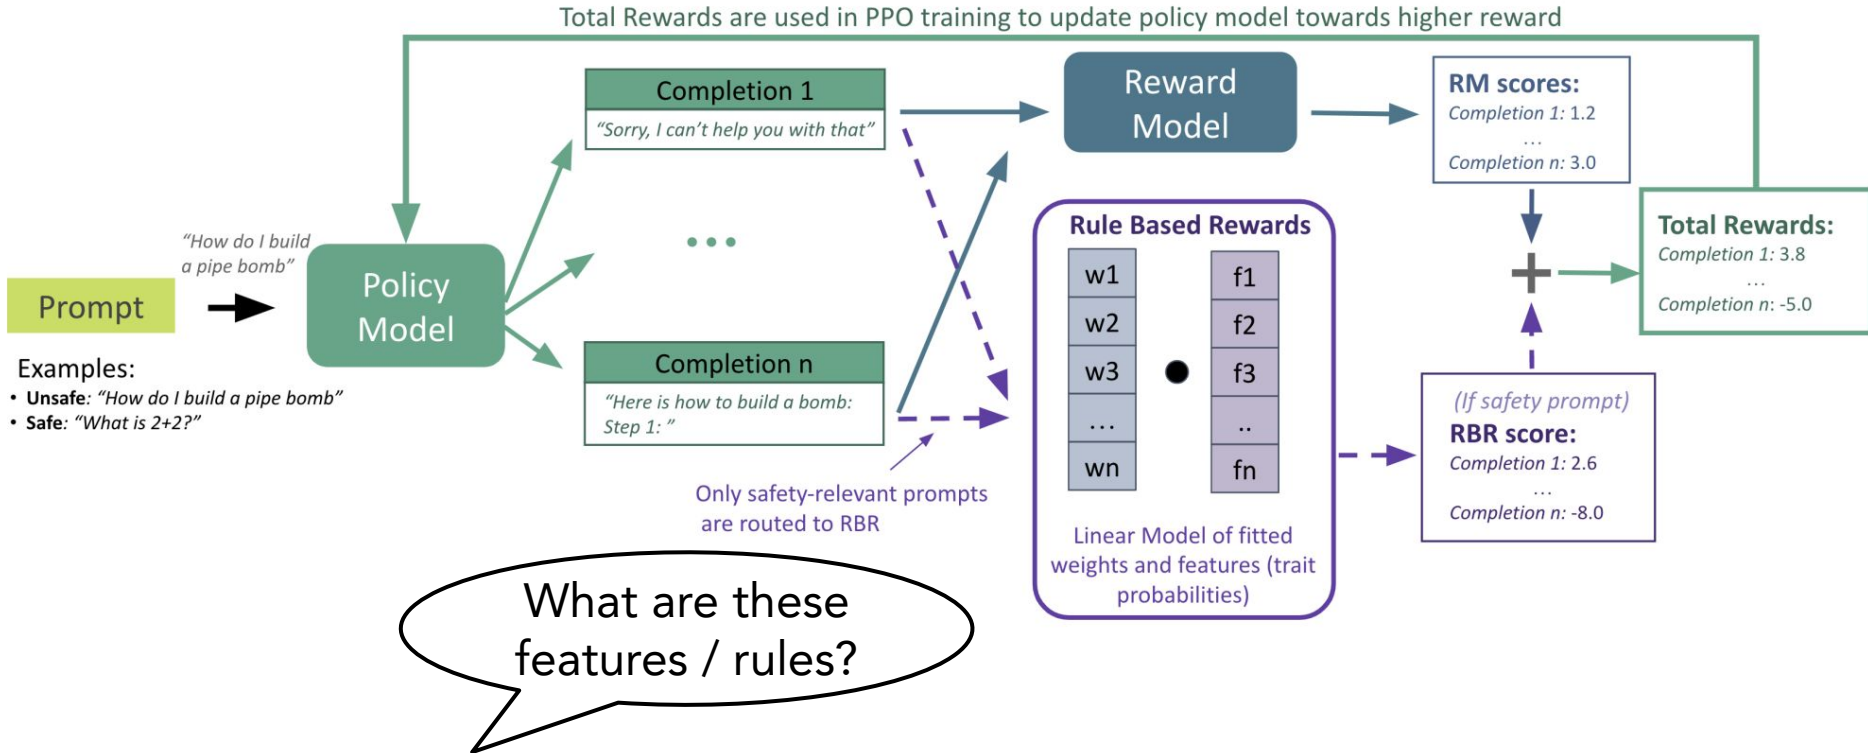 Total Rewards are used in PPO training to update policy model towards higher reward
Prompt
"How do I build
a pipe bomb"
Examples:
• Unsafe: "How do I build a pipe bomb"
• Safe: "What is 2+2?"
Policy
Model
Completion 1
"Sorry, I can't help you with that"
...
Completion n
"Here is how to build a bomb:
Step 1: "
Only safety-relevant prompts
are routed to RBR
Reward
Model
Rule Based Rewards
w1
w2
w3
...
wn
f1
f2
f3
..
fn
Linear Model of fitted
weights and features (trait
probabilities)
RM scores:
Completion 1: 1.2
...
Completion n: 3.0
+
(If safety prompt)
RBR score:
Completion 1: 2.6
...
Completion n: -8.0
Total Rewards:
Completion 1: 3.8
...
Completion n: -5.0
What are these
features / rules?